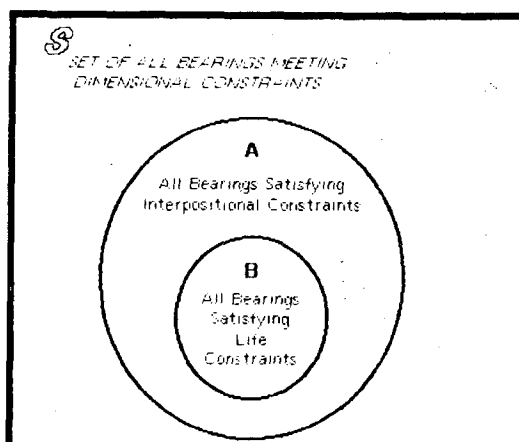 S
SET OF ALL BEARINGS MEETING
DIMENSIONAL CONSTRAINTS
A
All Bearings Satisfying
Interpositional Constraints
B
All Bearings
Satisfying
Life
Constraints